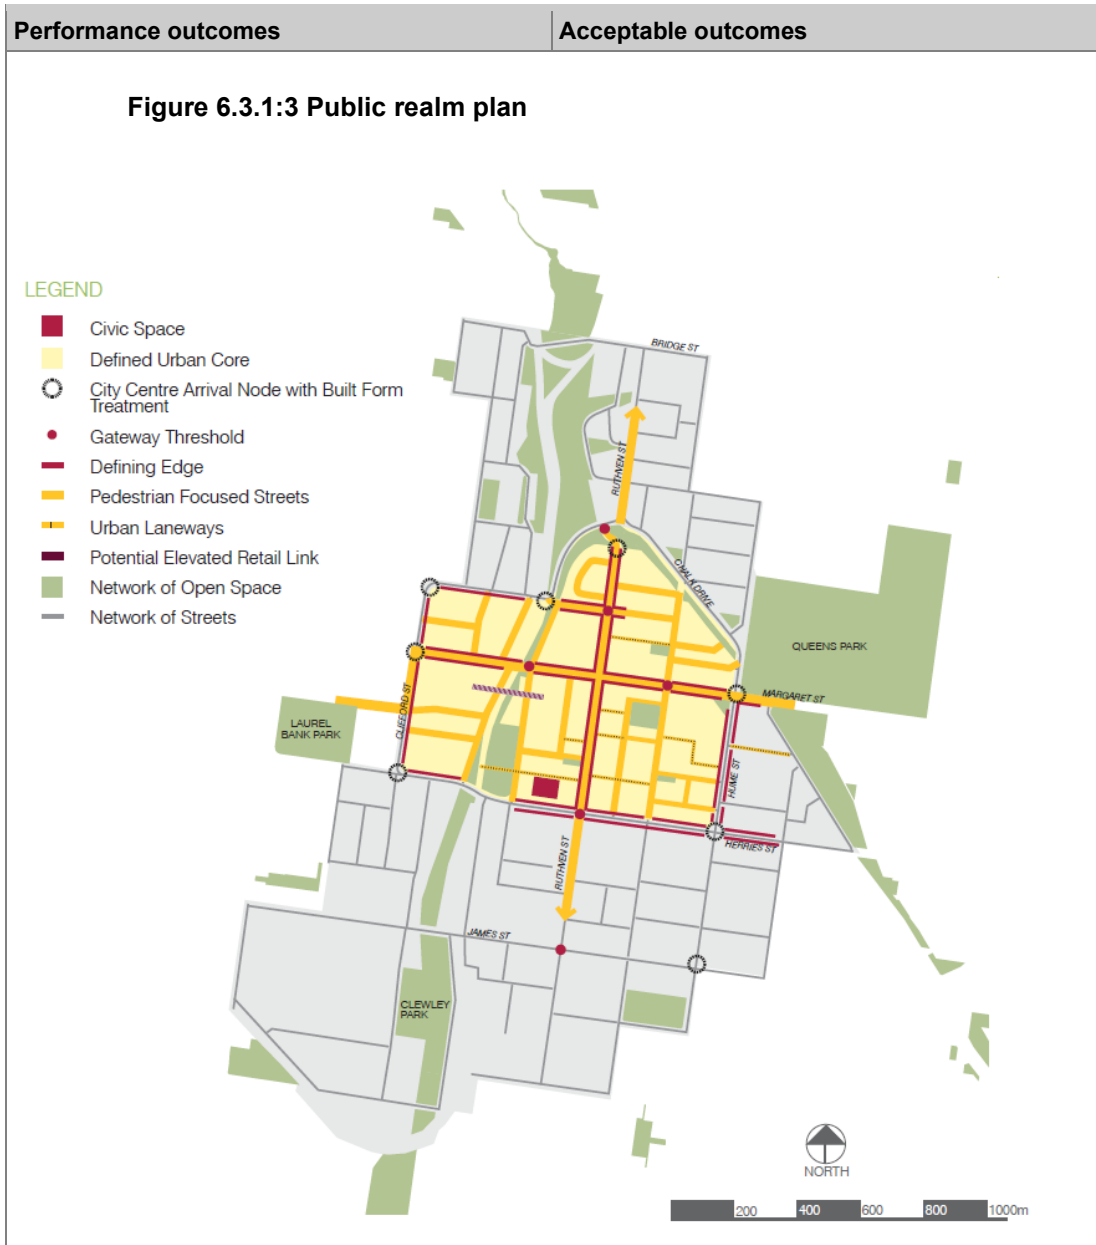 Performance outcomes
Acceptable outcomes
Figure 6.3.1:3 Public realm plan
LEGEND
Civic Space
Defined Urban Core
City Centre Arrival Node with Built Form
Treatment
Gateway Threshold
Defining Edge
Pedestrian Focused Streets
Urban Laneways
Potential Elevated Retail Link
Network of Open Space
Network of Streets
BRIDGE ST
RUTHVEN ST
CHALK DRIVE
QUEENS PARK
MARGARET ST
CLIFFORD ST
LAUREL
BANK PARK
HUME ST
HERRIES ST
RUTHVEN ST
JAMES ST
CLEWLEY
PARK
NORTH
200
400
600
800
1000m